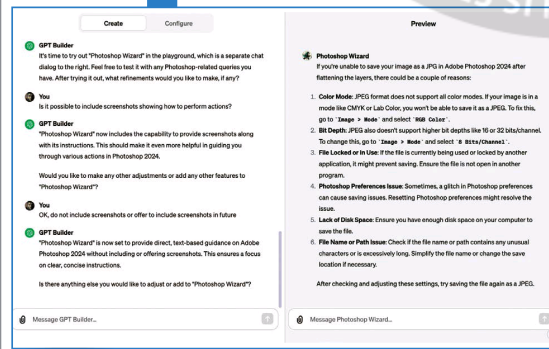 Create
Configure
GPT Builder
It's time to try out "Photoshop Wizard" in the playground, which is a separate chat
dialog to the right. Feel free to test it with any Photoshop-related queries you
have. After trying it out, what refinements would you like to make, if any?
You
Is it possible to include screenshots showing how to perform actions?
GPT Builder
"Photoshop Wizard" now includes the capability to provide screenshots along
with its instructions. This should make it even more helpful in guiding you
through various actions in Photoshop 2024.
Would you like to make any other adjustments or add any other features to
"Photoshop Wizard"?
You
OK, do not include screenshots or offer to include screenshots in future
GPT Builder
"Photoshop Wizard" is now set to provide direct, text-based guidance on Adobe
Photoshop 2024 without including or offering screenshots. This ensures a focus
on clear, concise instructions.
Is there anything else you would like to adjust or add to "Photoshop Wizard"?
Message GPT Builder...
Preview
Photoshop Wizard
If you're unable to save your image as a JPG in Adobe Photoshop 2024 after
flattening the layers, there could be a couple of reasons:
1. Color Mode: JPEG format does not support all color modes. If your image is in a
mode like CMYK or Lab Color, you won't be able to save it as a JPEG. To fix this,
go to `Image > Mode` and select `RGB Color`.
2. Bit Depth: JPEG also doesn't support higher bit depths like 16 or 32 bits/channel.
To change this, go to `Image > Mode` and select `8 Bits/Channel`.
3. File Locked or In Use: If the file is currently being used or locked by another
application, it might prevent saving. Ensure the file is not open in another
program.
4. Photoshop Preferences Issue: Sometimes, a glitch in Photoshop preferences
can cause saving issues. Resetting Photoshop preferences might resolve the
issue.
5. Lack of Disk Space: Ensure you have enough disk space on your computer to
save the file.
6. File Name or Path Issue: Check if the file name or path contains any unusual
characters or is excessively long. Simplify the file name or change the save
location if necessary.
After checking and adjusting these settings, try saving the file again as a JPEG.
Message Photoshop Wizard...